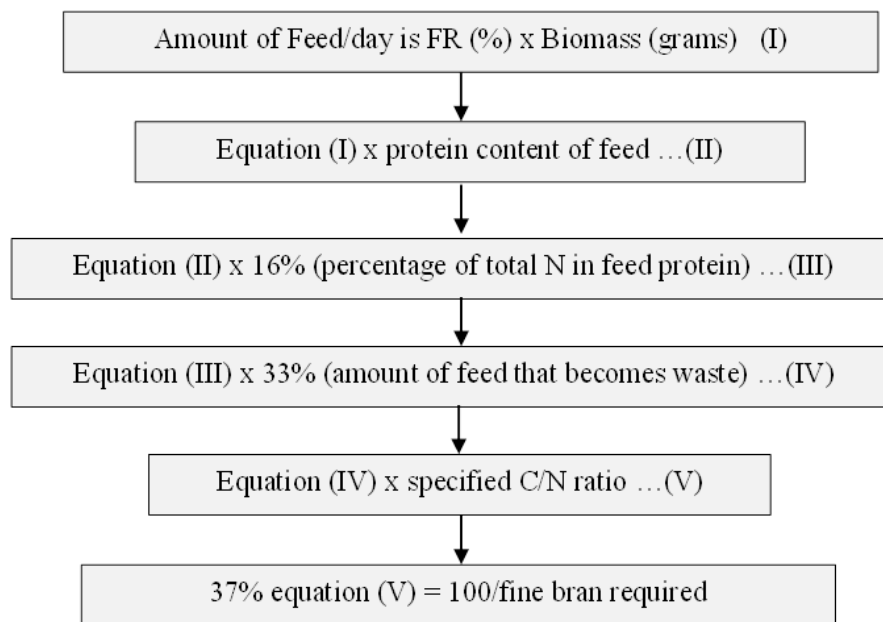 Amount of Feed/day is FR (%) x Biomass (grams) (I)
Equation (I) x protein content of feed …(II)
Equation (II) x 16% (percentage of total N in feed protein) …(III)
Equation (III) x 33% (amount of feed that becomes waste) …(IV)
Equation (IV) x specified C/N ratio …(V)
37% equation (V) = 100/fine bran required